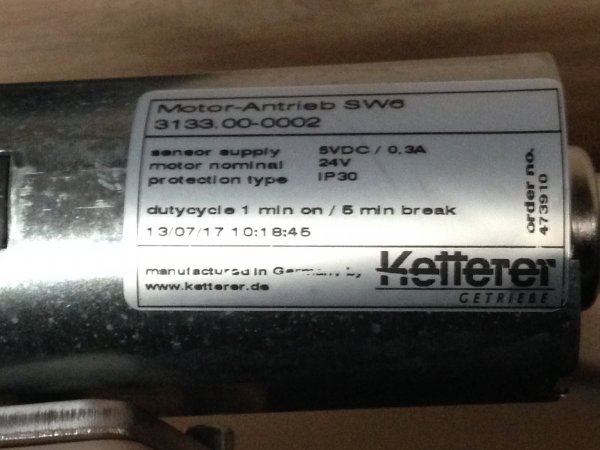 Motor-Antrieb SW6
3133.00-0002
sensor supply 5VDC / 0,3A
motor nominal 24V
protection type IP30
dutycycle 1 min on / 5 min break
13/07/17 10:18:45
manufactured in Germany by
www.ketterer.de
Ketterer
GETRIEBE
order no.
473910